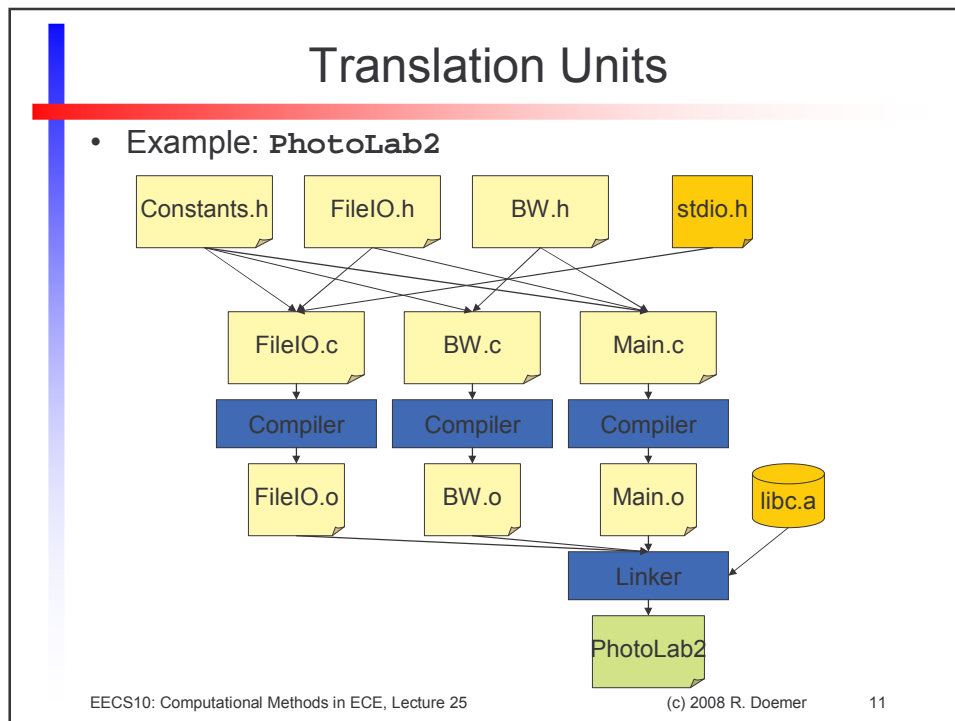 Translation Units
• Example: PhotoLab2
Constants.h FileIO.h BW.h stdio.h
FileIO.c BW.c Main.c
Compiler Compiler Compiler
FileIO.o BW.o Main.o libc.a
Linker
PhotoLab2
EECS10: Computational Methods in ECE, Lecture 25 (c) 2008 R. Doemer 11